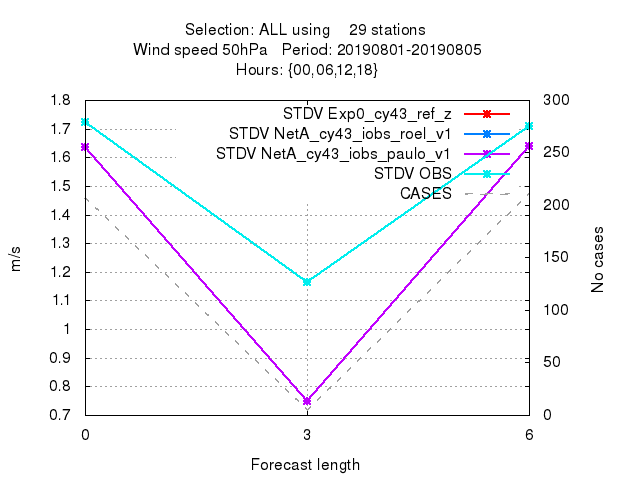 Selection: ALL using 29 stations
Wind speed 50hPa Period: 20190801-20190805
Hours: {00,06,12,18}
STDV Exp0_cy43_ref_z
STDV NetA_cy43_iobs_roel_v1
STDV NetA_cy43_iobs_paulo_v1
STDV OBS
CASES
m/s
1.8
1.7
1.6
1.5
1.4
1.3
1.2
1.1
1
0.9
0.8
0.7
300
250
200
150
100
50
0
No cases
0 3 6
Forecast length